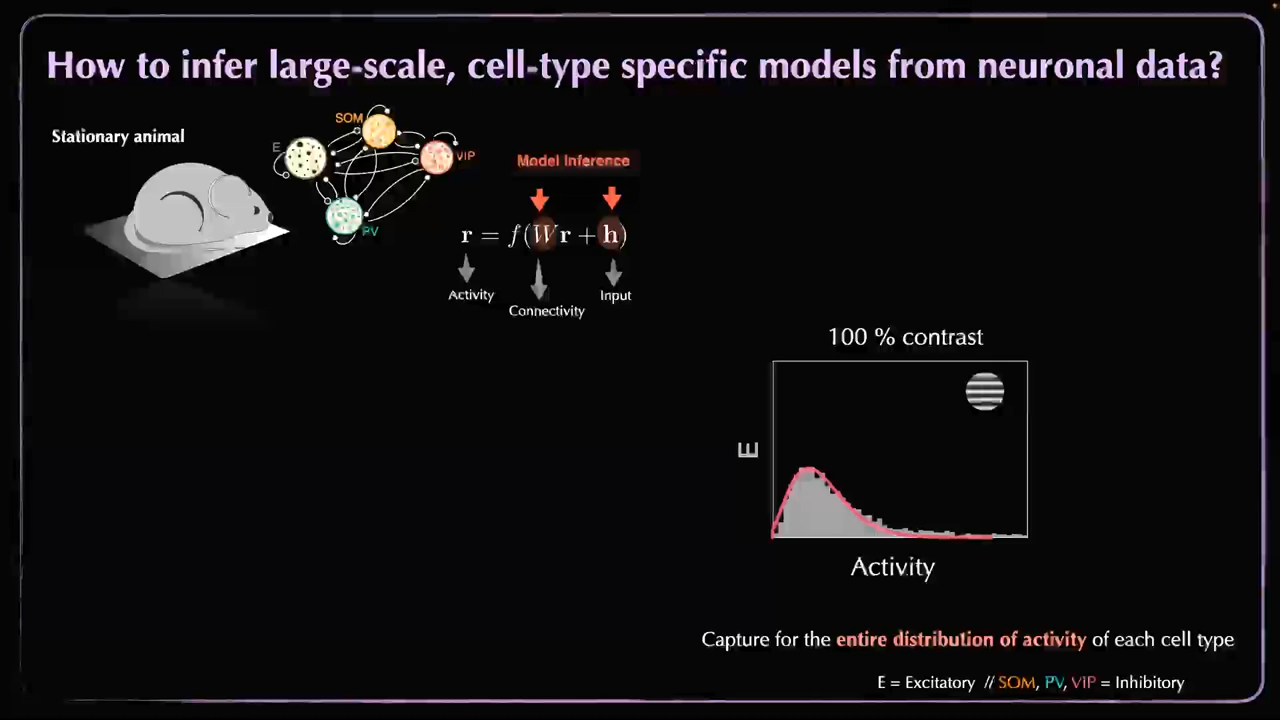 How to infer large-scale, cell-type specific models from neuronal data?
Stationary animal
SOM
E
VIP
PV
Model Inference
r = f(Wr + h)
Activity
Connectivity
Input
100 % contrast
E
Activity
Capture for the entire distribution of activity of each cell type
E = Excitatory // SOM, PV, VIP = Inhibitory